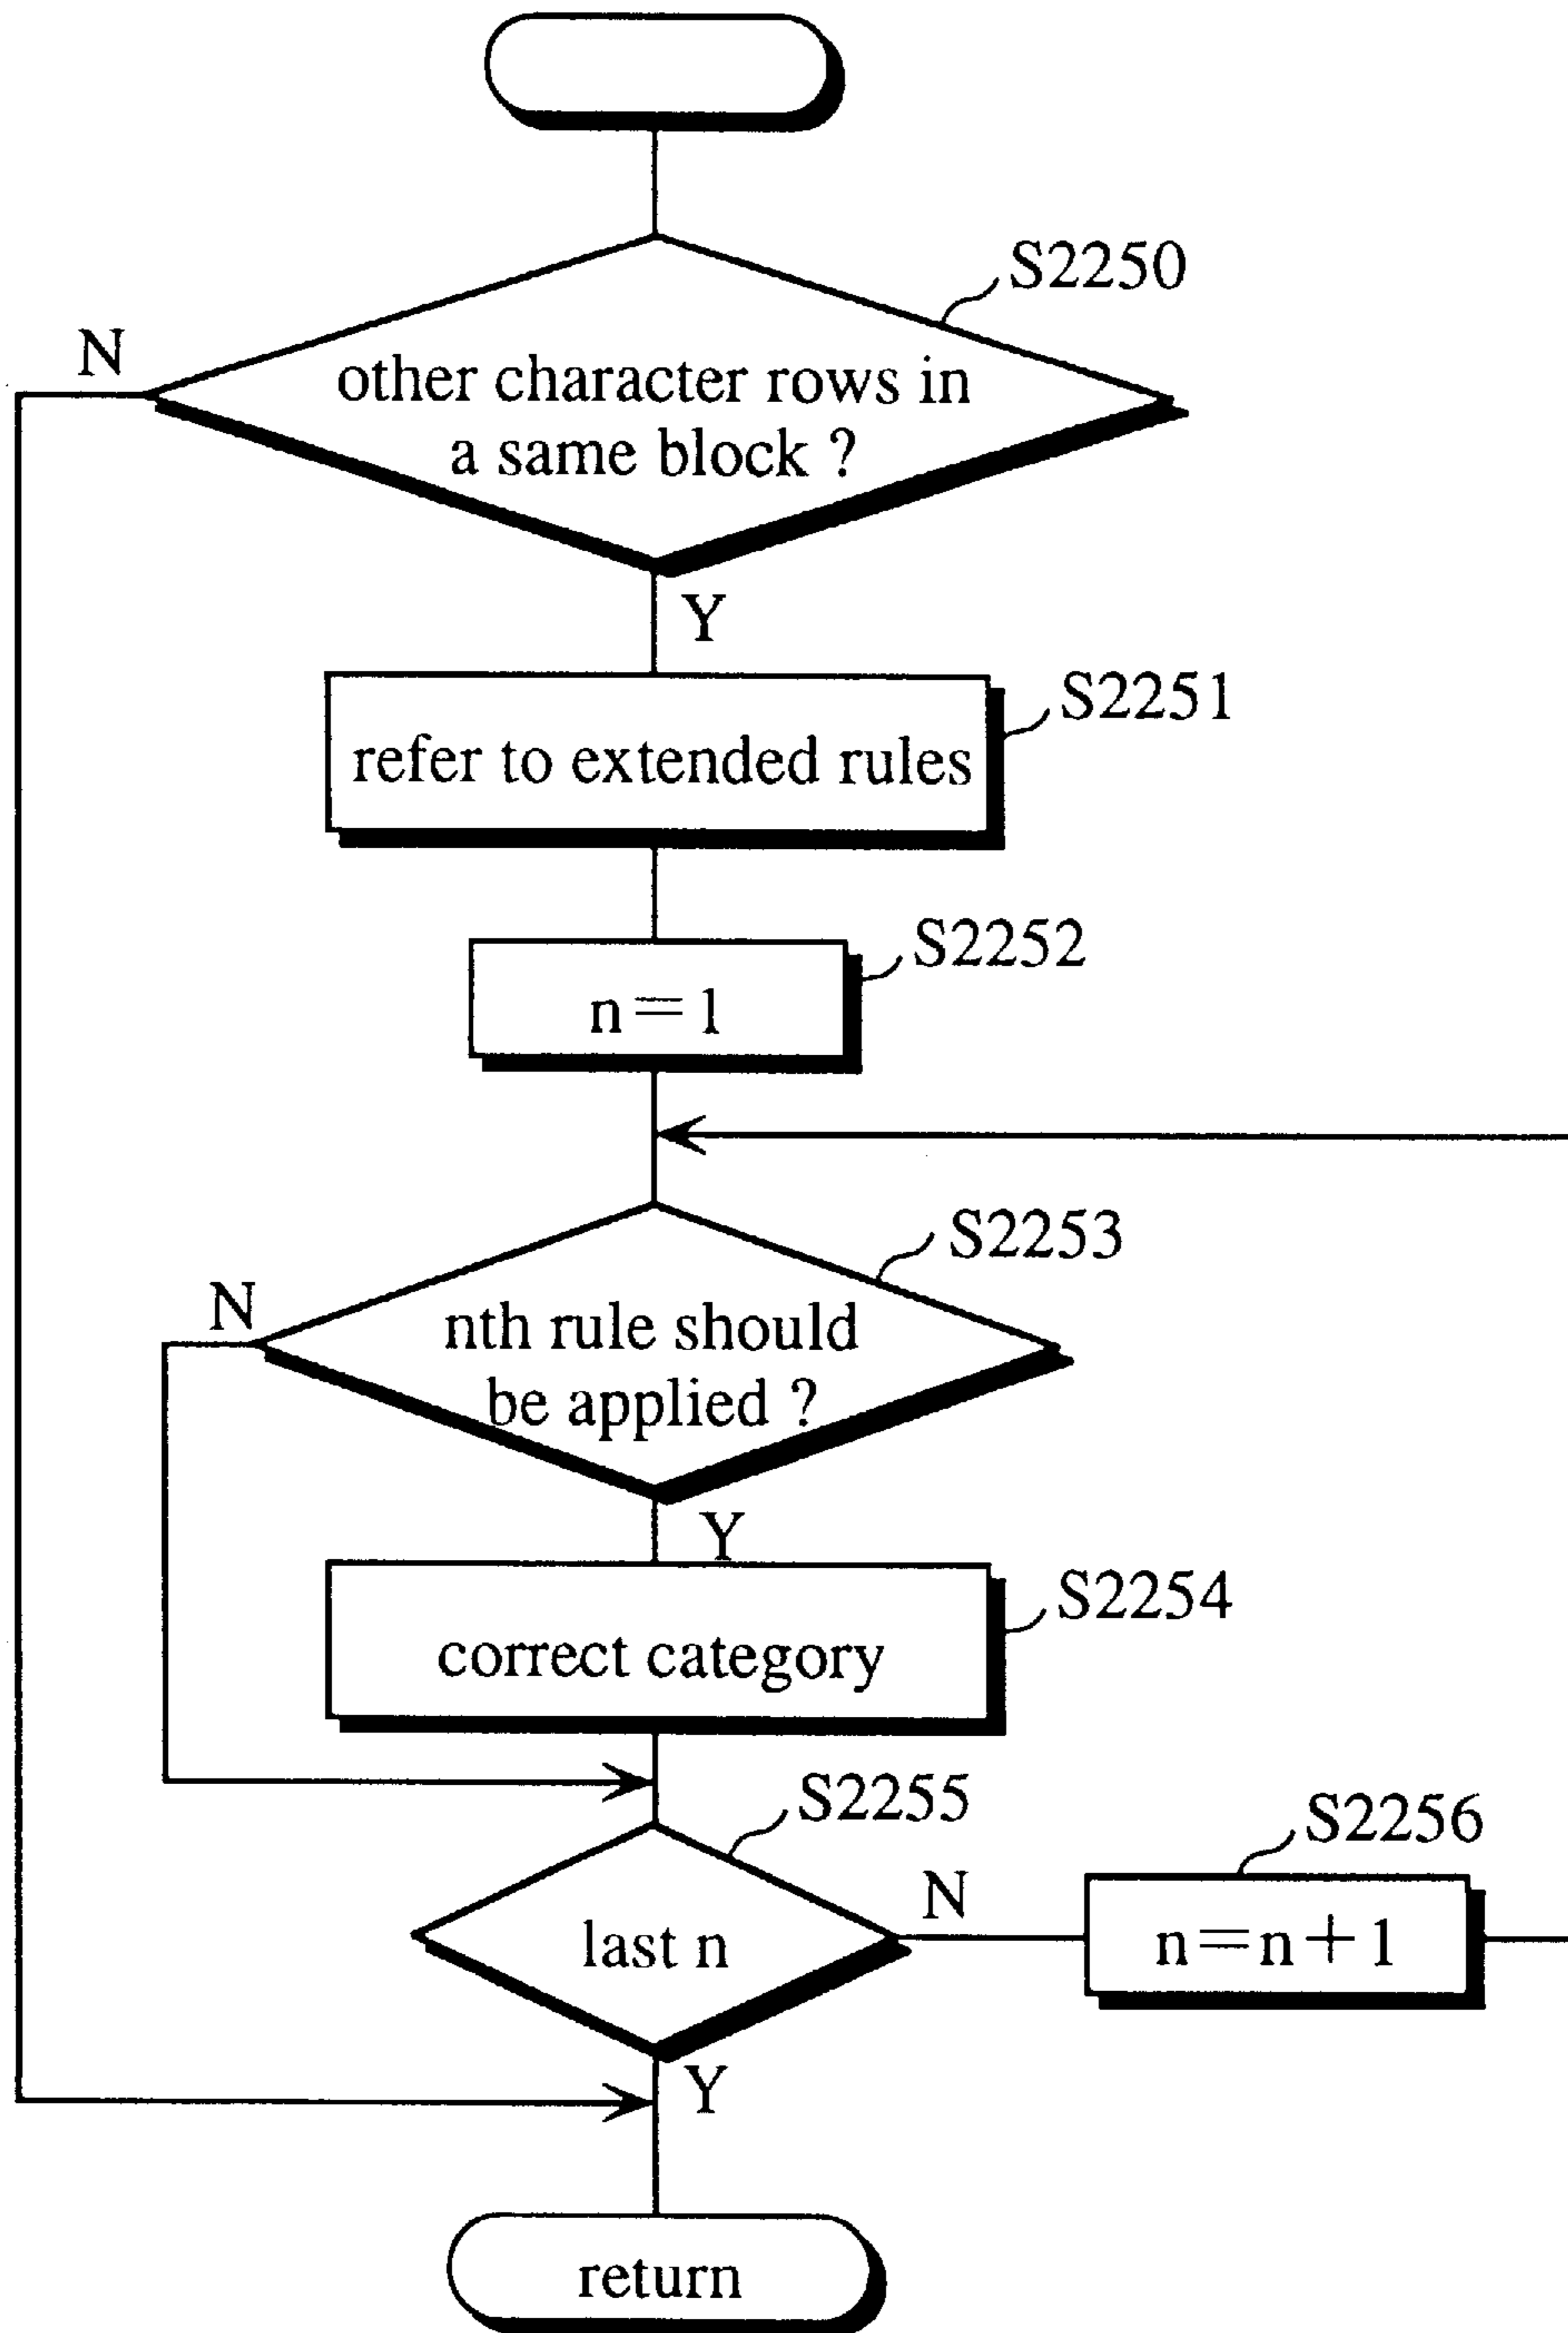 S2250
N
other character rows in
a same block ?
Y
S2251
refer to extended rules
S2252
n=1
S2253
N
nth rule should
be applied ?
Y
S2254
correct category
S2255
S2256
N
last n
n=n+1
Y
return